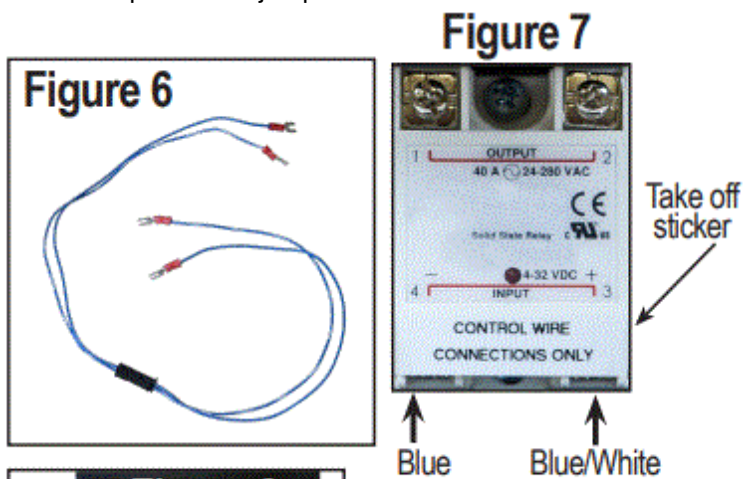 Figure 6
Figure 7
1 OUTPUT 2
40 A 24-280 VAC
CE
Solid State Relay c US
- 4-32 VDC +
4 INPUT 3
CONTROL WIRE
CONNECTIONS ONLY
Take off
sticker
Blue
Blue/White